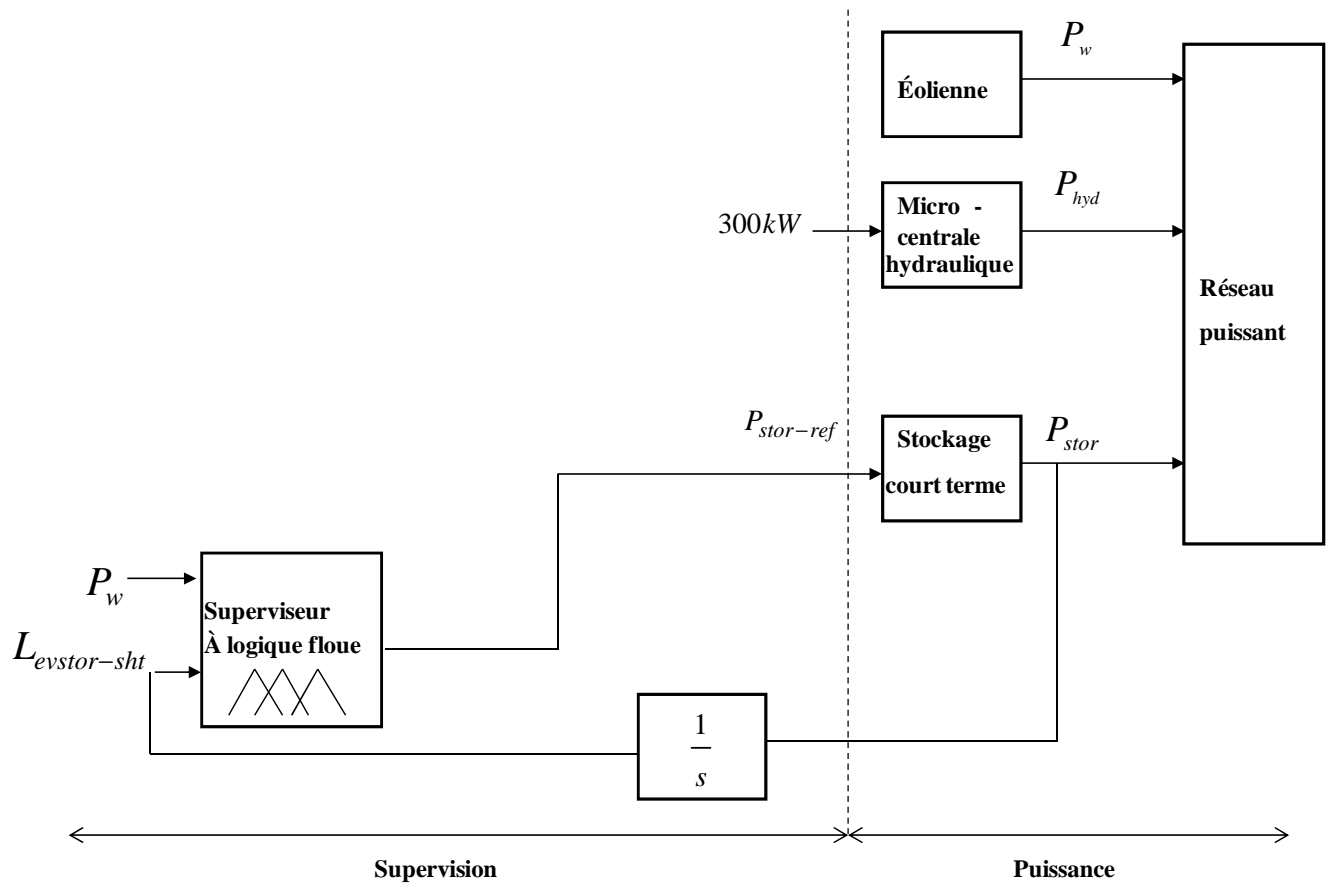 P_w
Éolienne
P_hyd
Micro -
centrale
hydraulique
300kW
Réseau
puissant
P_stor-ref
Stockage
court terme
P_stor
P_w
L_evstor-sht
Superviseur
À logique floue
1
s
Supervision
Puissance